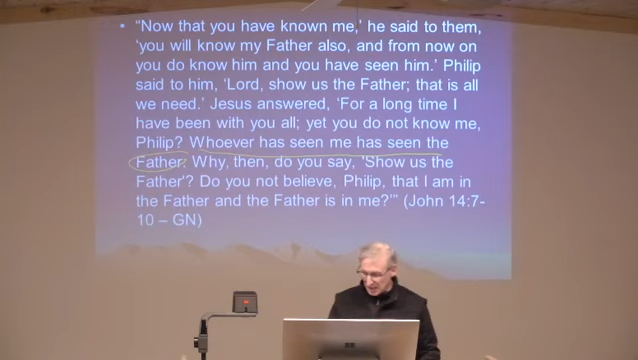 • “Now that you have known me,’ he said to them,
‘you will know my Father also, and from now on
you do know him and you have seen him.’ Philip
said to him, ‘Lord, show us the Father; that is all
we need.’ Jesus answered, ‘For a long time I
have been with you all; yet you do not know me,
Philip? Whoever has seen me has seen the
Father. Why, then, do you say, ‘Show us the
Father’? Do you not believe, Philip, that I am in
the Father and the Father is in me?’” (John 14:7-
10 – GN)